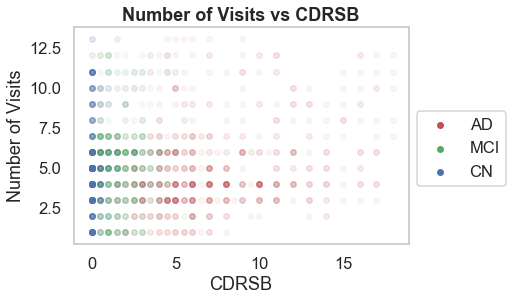 Number of Visits vs CDRSB
Number of Visits
12.5
10.0
7.5
5.0
2.5
0
5
10
15
CDRSB
AD
MCI
CN